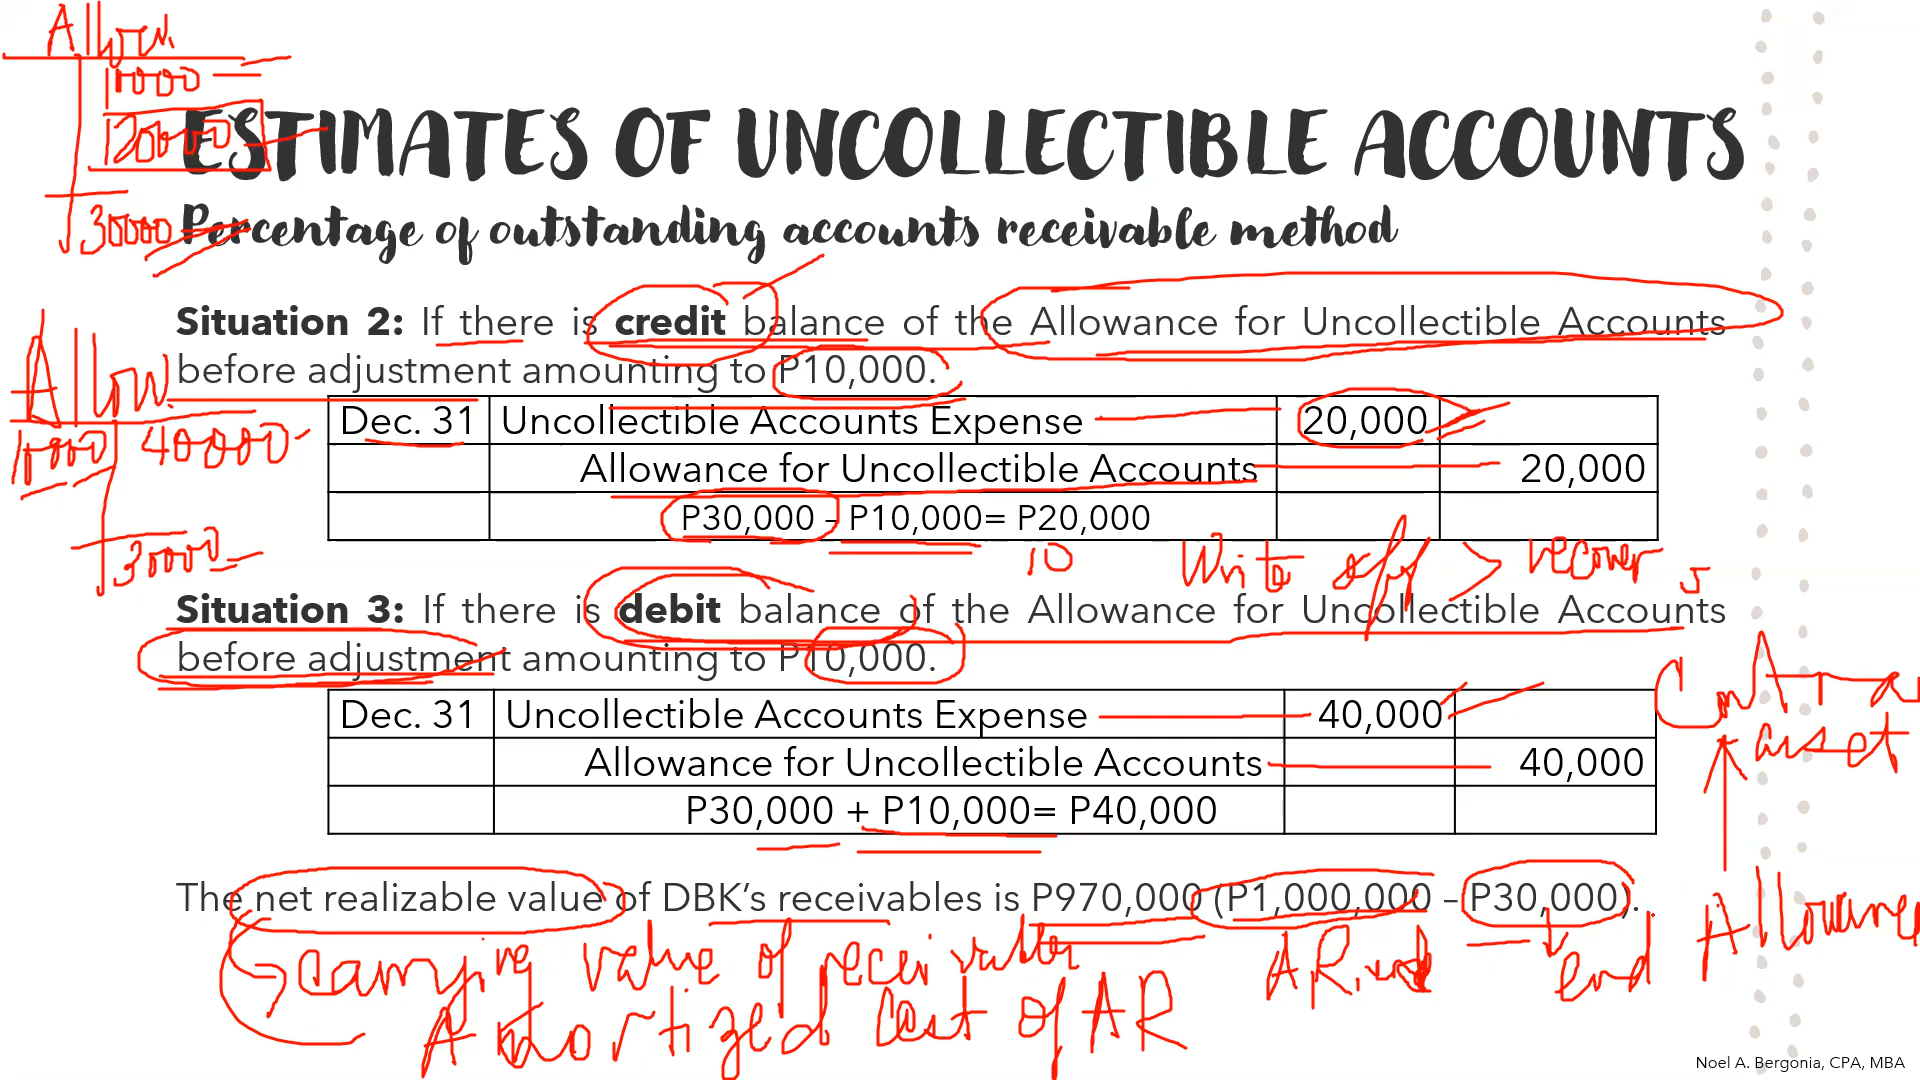 Allow.
10000
20000
30000
ESTIMATES OF UNCOLLECTIBLE ACCOUNTS
Percentage of outstanding accounts receivable method
Situation 2: If there is credit balance of the Allowance for Uncollectible Accounts
before adjustment amounting to P10,000.
Allow.
10000 40000
30000
Dec. 31 Uncollectible Accounts Expense 20,000
Allowance for Uncollectible Accounts 20,000
P30,000 – P10,000= P20,000
10 Write off > recover 5
Situation 3: If there is debit balance of the Allowance for Uncollectible Accounts
before adjustment amounting to P10,000.
Dec. 31 Uncollectible Accounts Expense 40,000
Allowance for Uncollectible Accounts 40,000
P30,000 + P10,000= P40,000
Contra
asset
Allowance
The net realizable value of DBK’s receivables is P970,000 (P1,000,000 – P30,000).
carrying value of receivables
Amortized Cost of AR
AR, end
end
Noel A. Bergonia, CPA, MBA